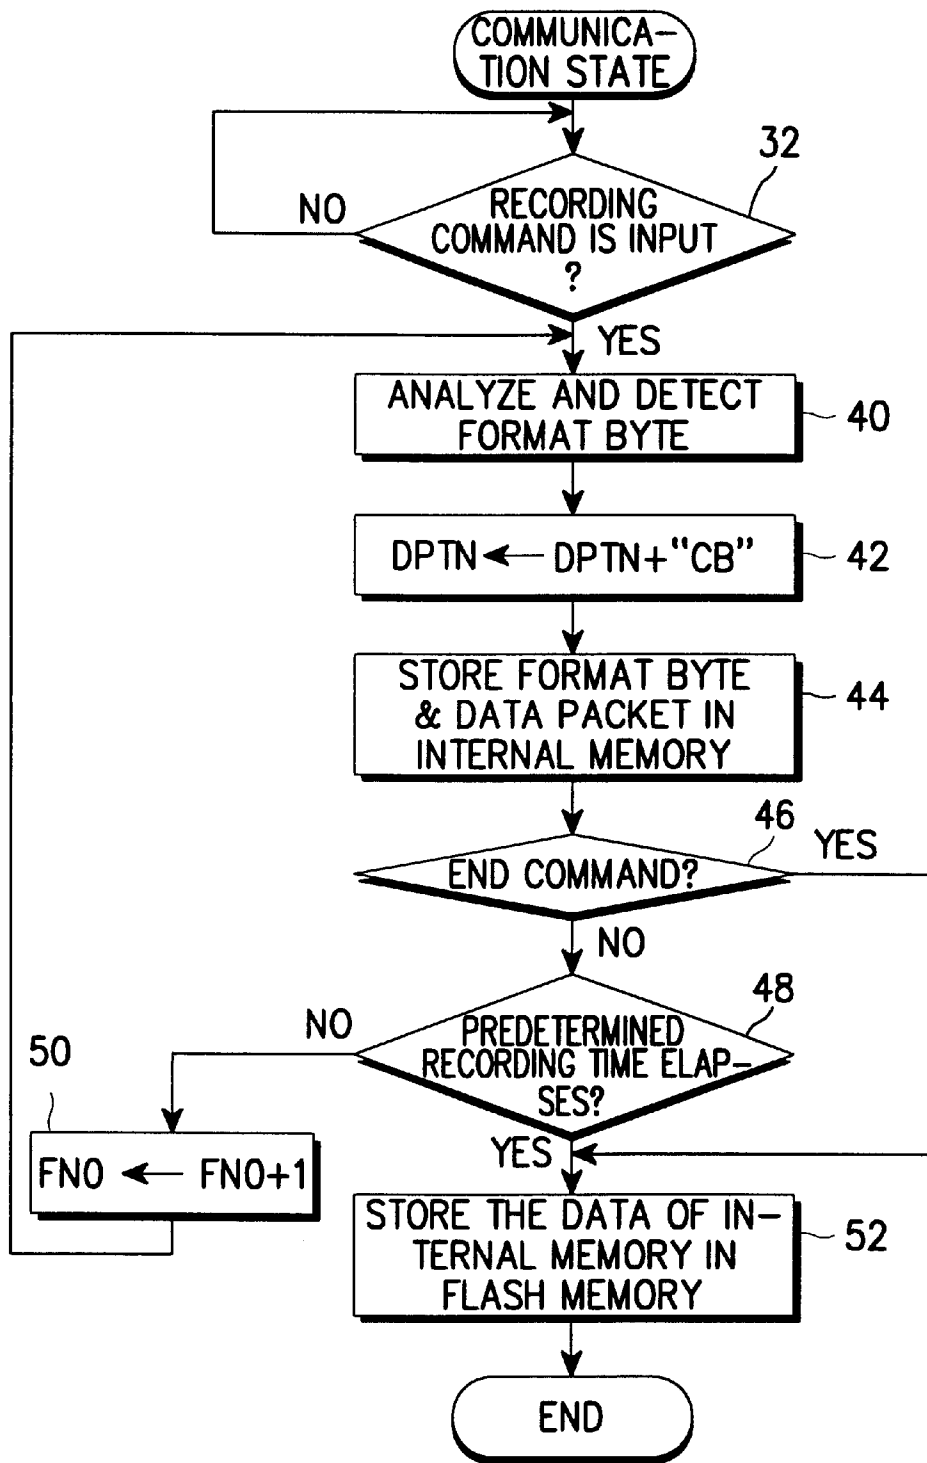 COMMUNICA-
TION STATE
32
NO
RECORDING
COMMAND IS INPUT
?
YES
ANALYZE AND DETECT
FORMAT BYTE
40
DPTN ← DPTN+"CB"
42
STORE FORMAT BYTE
& DATA PACKET IN
INTERNAL MEMORY
44
46
YES
END COMMAND?
NO
48
NO
PREDETERMINED
RECORDING TIME ELAP-
SES?
50
YES
FNO ← FNO+1
STORE THE DATA OF IN-
TERNAL MEMORY IN
FLASH MEMORY
52
END